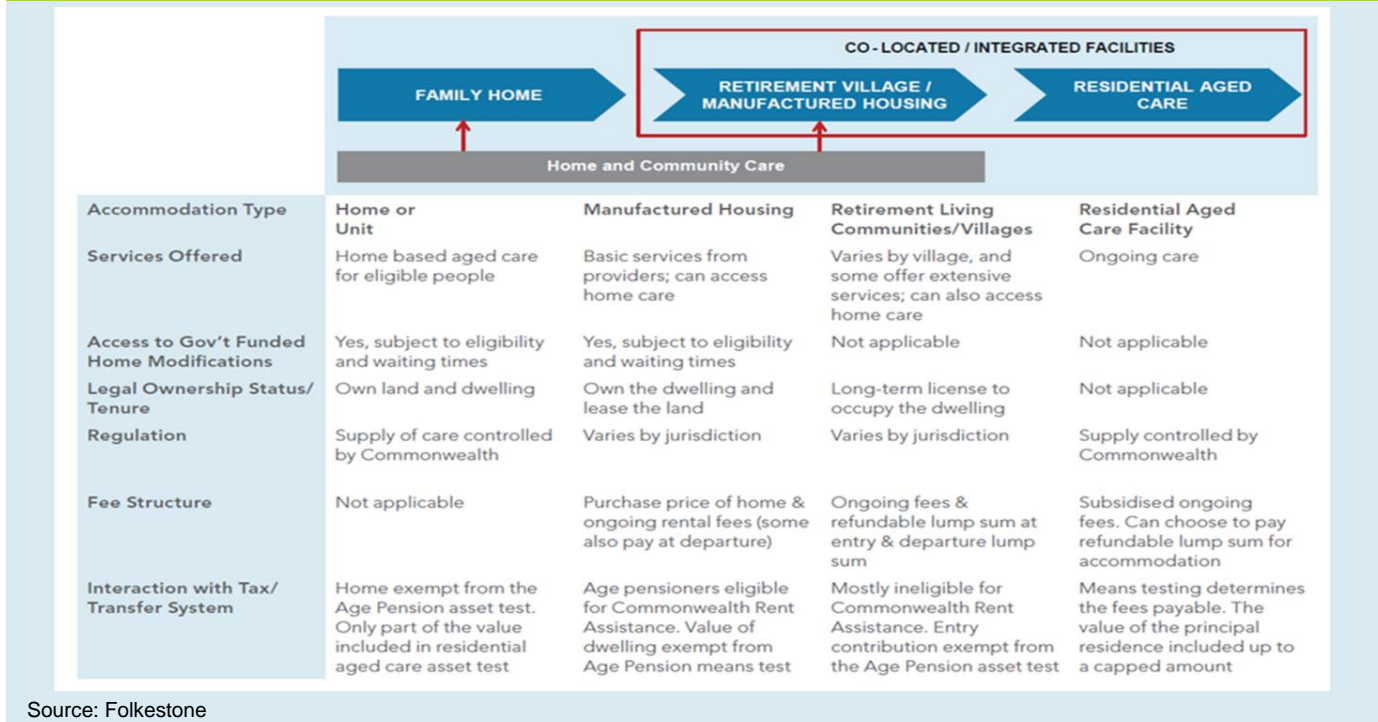 CO-LOCATED / INTEGRATED FACILITIES
FAMILY HOME
RETIREMENT VILLAGE /
MANUFACTURED HOUSING
RESIDENTIAL AGED
CARE
Home and Community Care
Accommodation Type
Home or
Unit
Manufactured Housing
Retirement Living
Communities/Villages
Residential Aged
Care Facility
Services Offered
Home based aged care
for eligible people
Basic services from
providers; can access
home care
Varies by village, and
some offer extensive
services; can also access
home care
Ongoing care
Access to Gov't Funded
Home Modifications
Yes, subject to eligibility
and waiting times
Yes, subject to eligibility
and waiting times
Not applicable
Not applicable
Legal Ownership Status/
Tenure
Own land and dwelling
Own the dwelling and
lease the land
Long-term license to
occupy the dwelling
Not applicable
Regulation
Supply of care controlled
by Commonwealth
Varies by jurisdiction
Varies by jurisdiction
Supply controlled by
Commonwealth
Fee Structure
Not applicable
Purchase price of home &
ongoing rental fees (some
also pay at departure)
Ongoing fees &
refundable lump sum at
entry & departure lump
sum
Subsidised ongoing
fees. Can choose to pay
refundable lump sum for
accommodation
Interaction with Tax/
Transfer System
Home exempt from the
Age Pension asset test.
Only part of the value
included in residential
aged care asset test
Age pensioners eligible
for Commonwealth Rent
Assistance. Value of
dwelling exempt from
Age Pension means test
Mostly ineligible for
Commonwealth Rent
Assistance. Entry
contribution exempt from
the Age Pension asset test
Means testing determines
the fees payable. The
value of the principal
residence included up to
a capped amount
Source: Folkestone